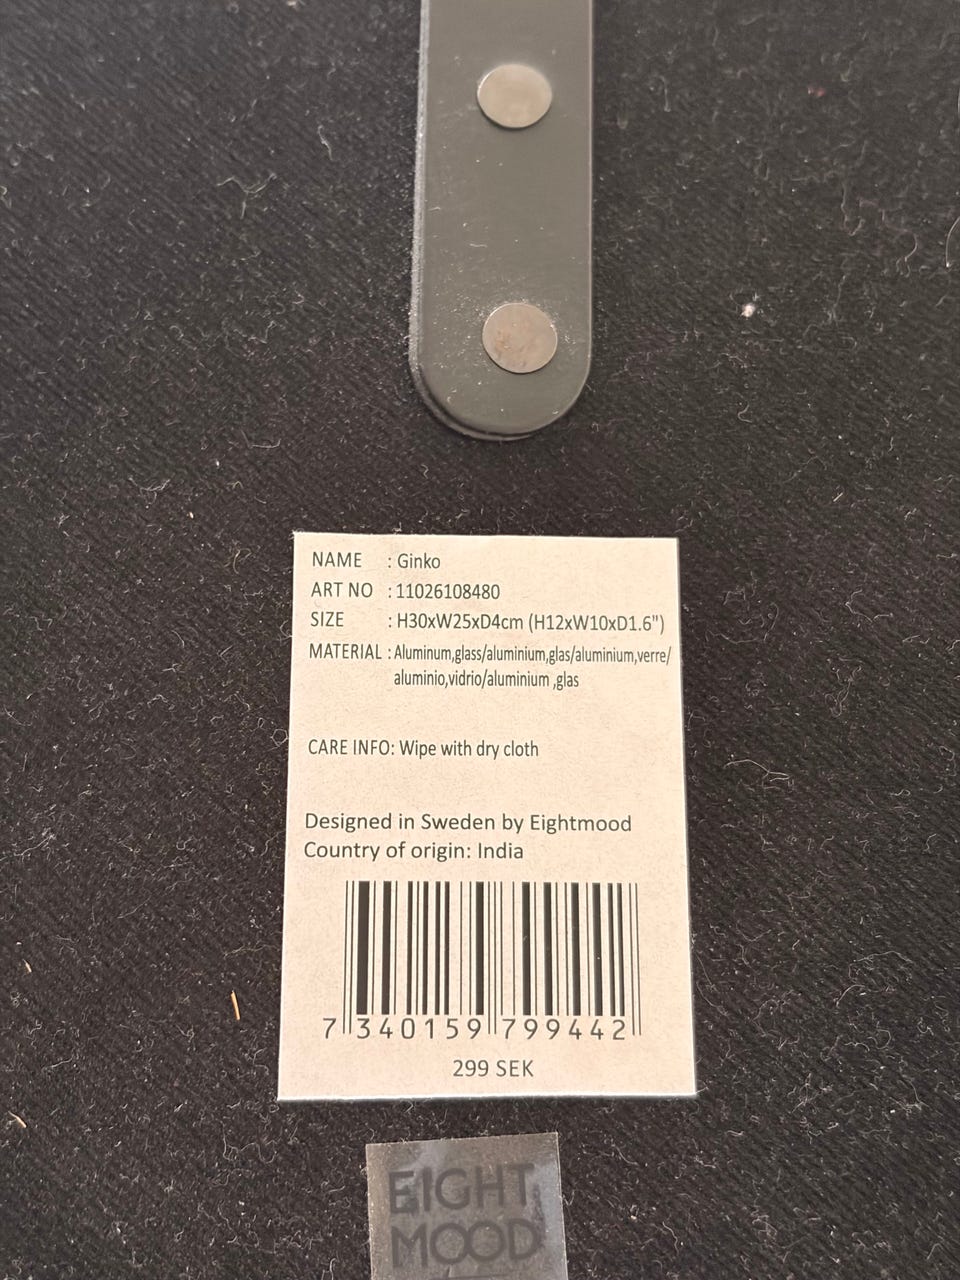 NAME : Ginko
ART NO : 11026108480
SIZE : H30xW25xD4cm (H12xW10xD1.6")
MATERIAL : Aluminum,glass/aluminium,glas/aluminium,verre/
aluminio,vidrio/aluminium ,glas
CARE INFO: Wipe with dry cloth
Designed in Sweden by Eightmood
Country of origin: India
7 340159 799442
299 SEK
EIGHT
MOOD